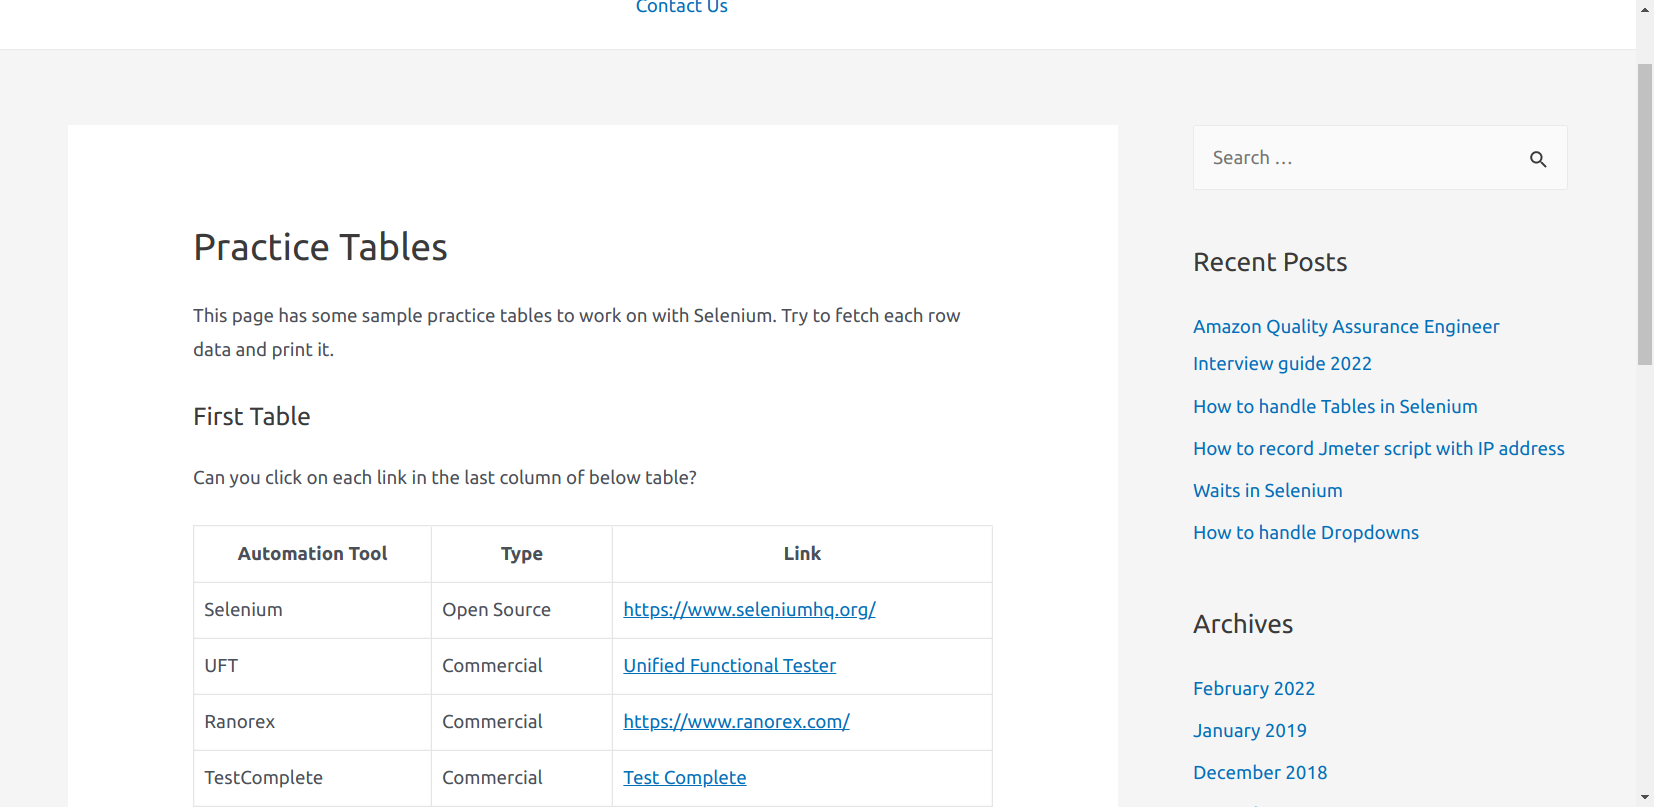 Contact Us
Search …
Practice Tables
This page has some sample practice tables to work on with Selenium. Try to fetch each row
data and print it.
First Table
Can you click on each link in the last column of below table?
Automation Tool Type Link
Selenium Open Source https://www.seleniumhq.org/
UFT Commercial Unified Functional Tester
Ranorex Commercial https://www.ranorex.com/
TestComplete Commercial Test Complete
Recent Posts
Amazon Quality Assurance Engineer
Interview guide 2022
How to handle Tables in Selenium
How to record Jmeter script with IP address
Waits in Selenium
How to handle Dropdowns
Archives
February 2022
January 2019
December 2018